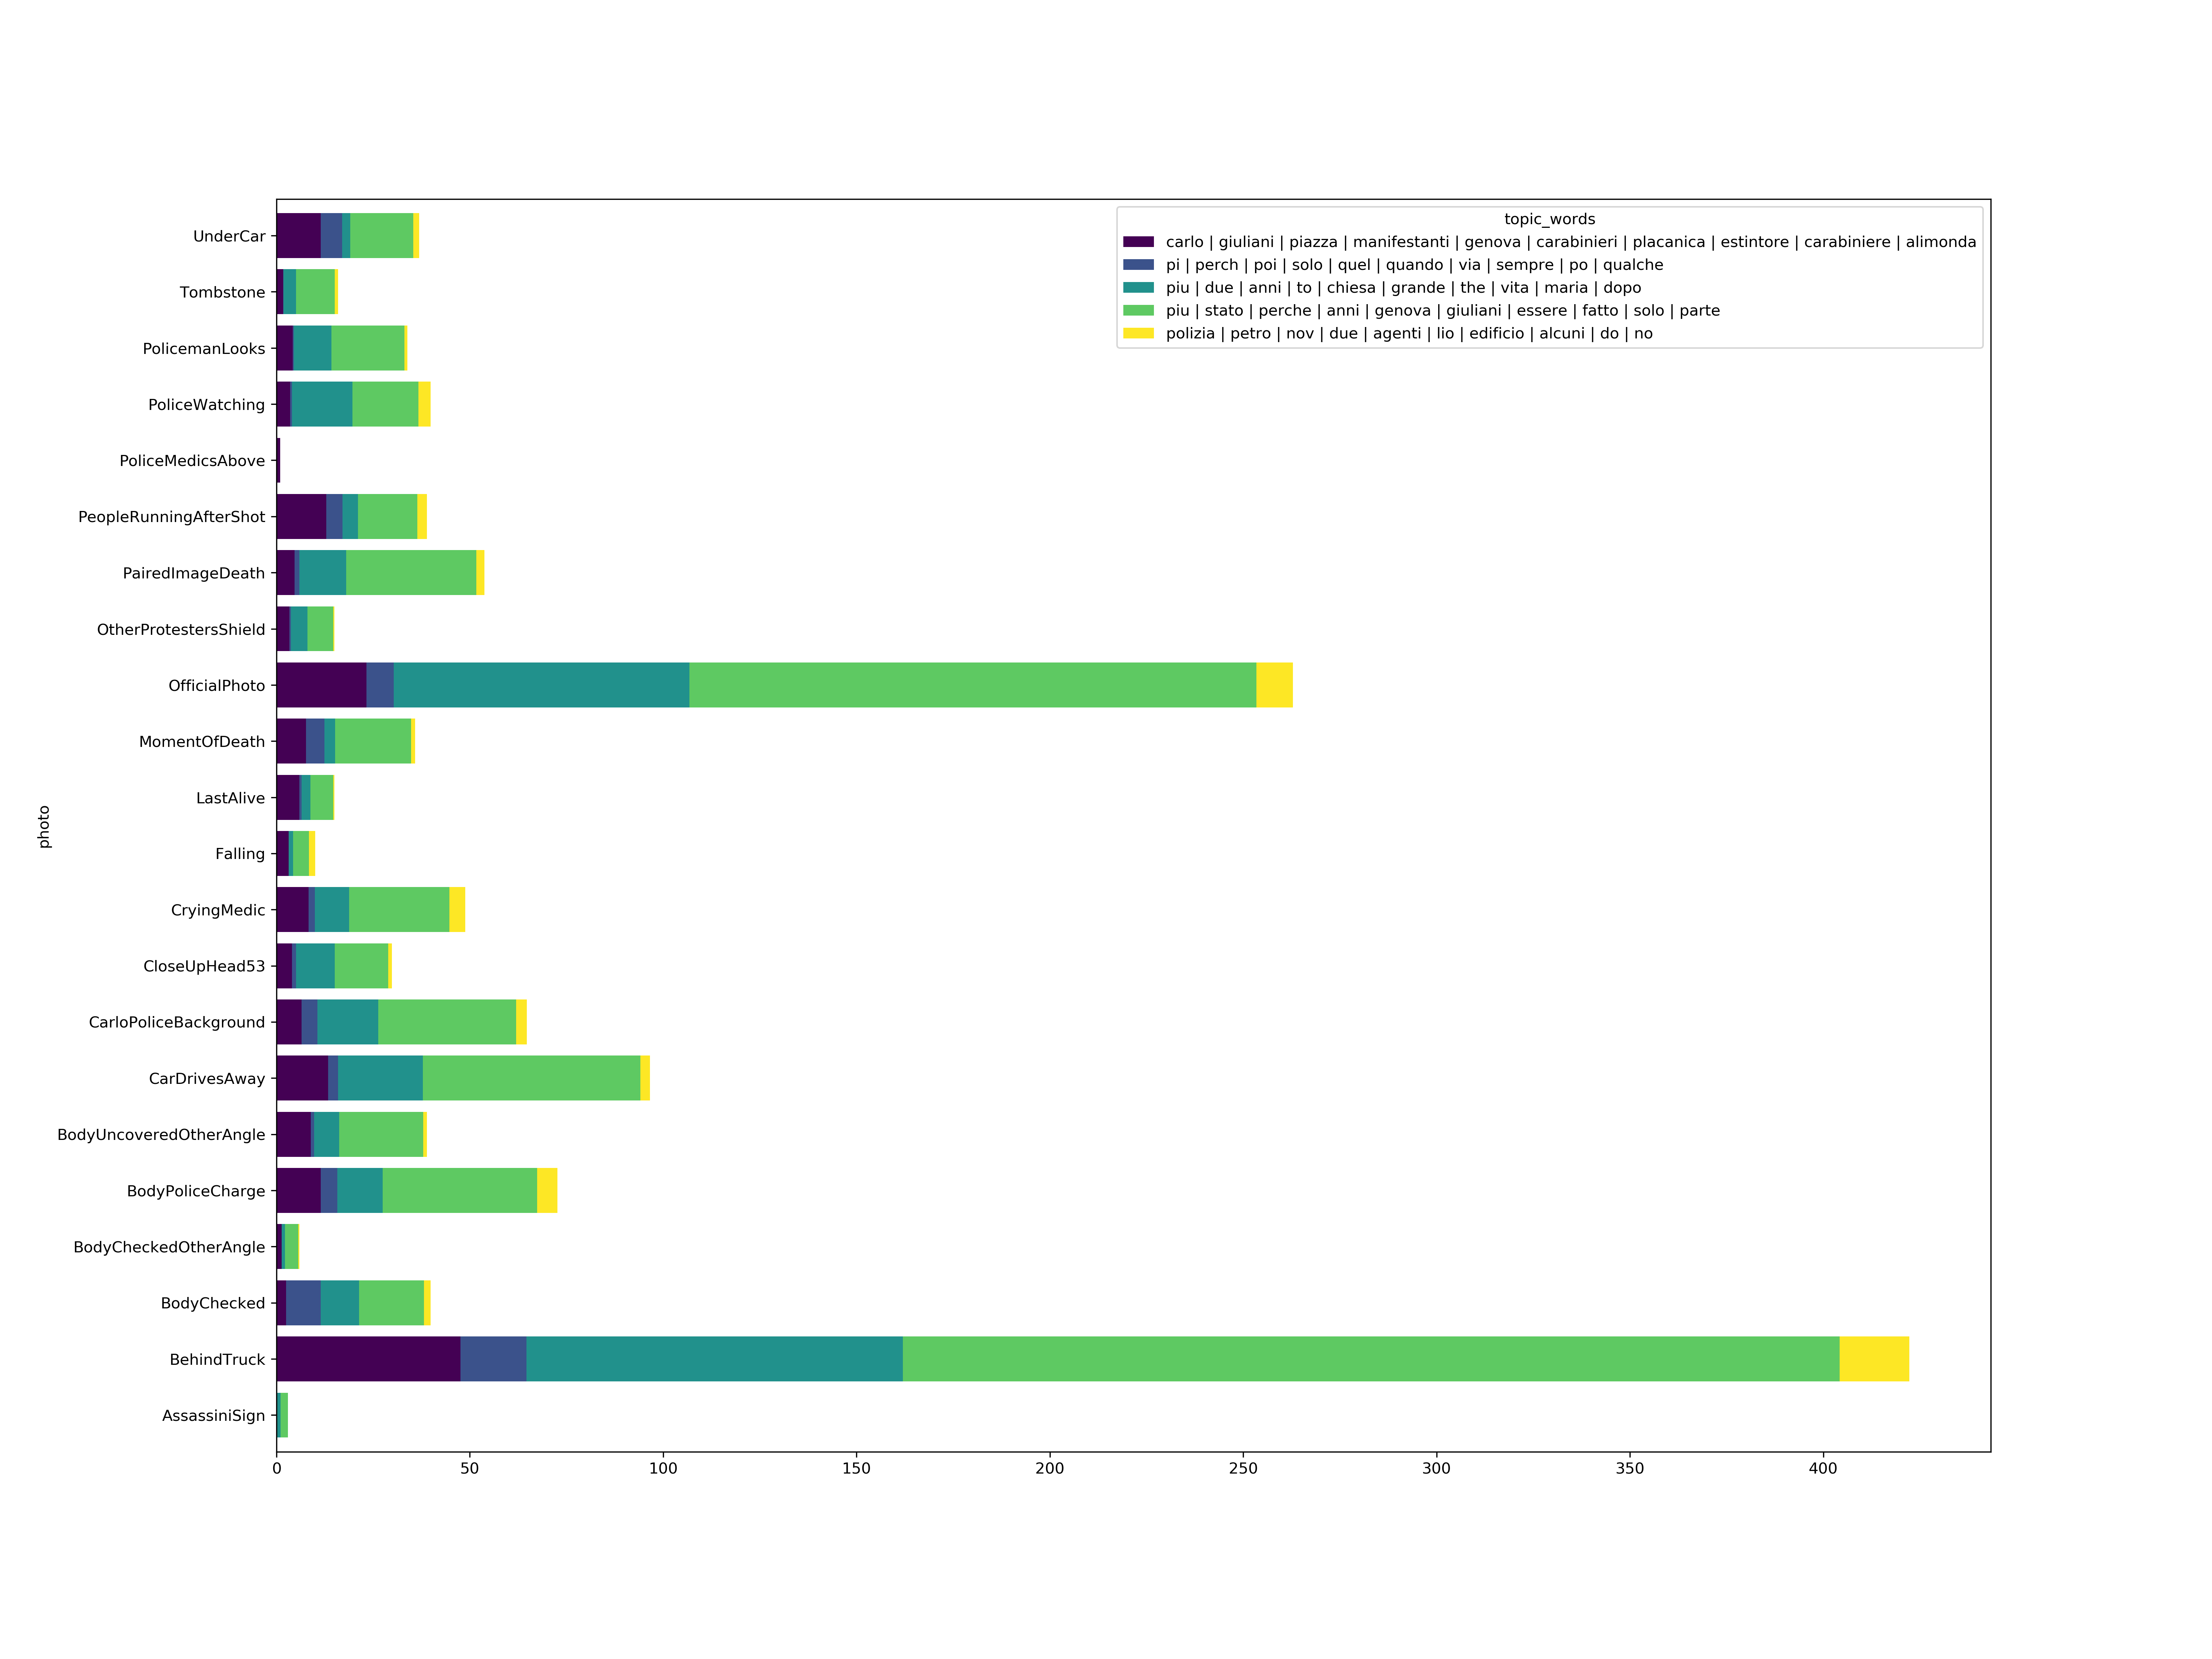 topic_words
carlo | giuliani | piazza | manifestanti | genova | carabinieri | placanica | estintore | carabiniere | alimonda
pi | perch | poi | solo | quel | quando | via | sempre | po | qualche
piu | due | anni | to | chiesa | grande | the | vita | maria | dopo
piu | stato | perche | anni | genova | giuliani | essere | fatto | solo | parte
polizia | petro | nov | due | agenti | lio | edificio | alcuni | do | no
photo
UnderCar
Tombstone
PolicemanLooks
PoliceWatching
PoliceMedicsAbove
PeopleRunningAfterShot
PairedImageDeath
OtherProtestersShield
OfficialPhoto
MomentOfDeath
LastAlive
Falling
CryingMedic
CloseUpHead53
CarloPoliceBackground
CarDrivesAway
BodyUncoveredOtherAngle
BodyPoliceCharge
BodyCheckedOtherAngle
BodyChecked
BehindTruck
AssassiniSign
0 50 100 150 200 250 300 350 400